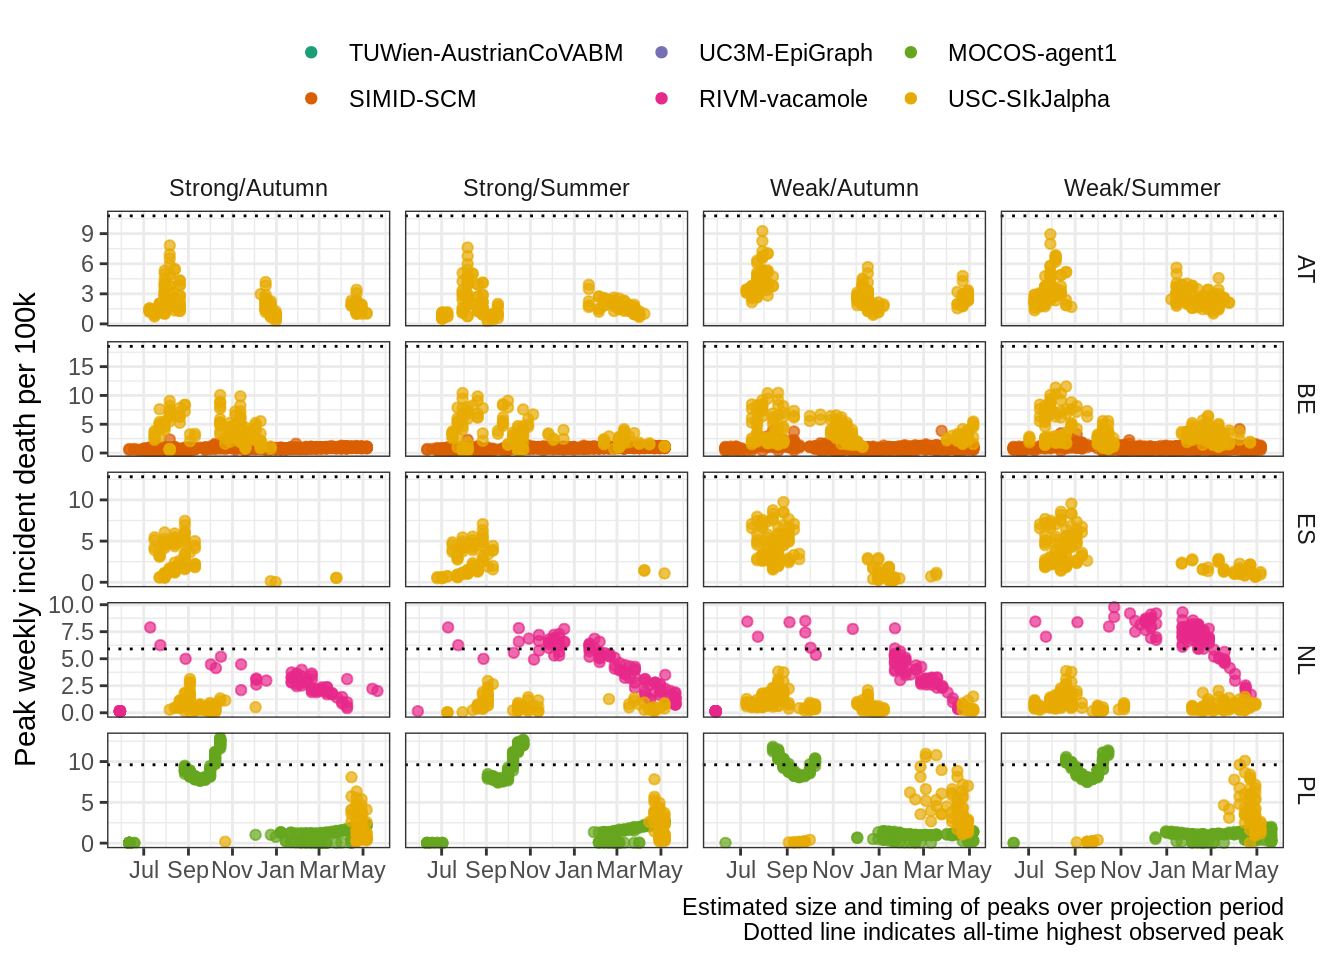 TUWien-AustrianCoVABM UC3M-EpiGraph MOCOS-agent1
SIMID-SCM RIVM-vacamole USC-SIkJalpha
Strong/Autumn Strong/Summer Weak/Autumn Weak/Summer
Peak weekly incident death per 100k
9
6
3
0
AT
15
10
5
0
BE
10
5
0
ES
10.0
7.5
5.0
2.5
0.0
NL
10
5
0
PL
Jul Sep Nov Jan Mar May Jul Sep Nov Jan Mar May Jul Sep Nov Jan Mar May Jul Sep Nov Jan Mar May
Estimated size and timing of peaks over projection period
Dotted line indicates all-time highest observed peak